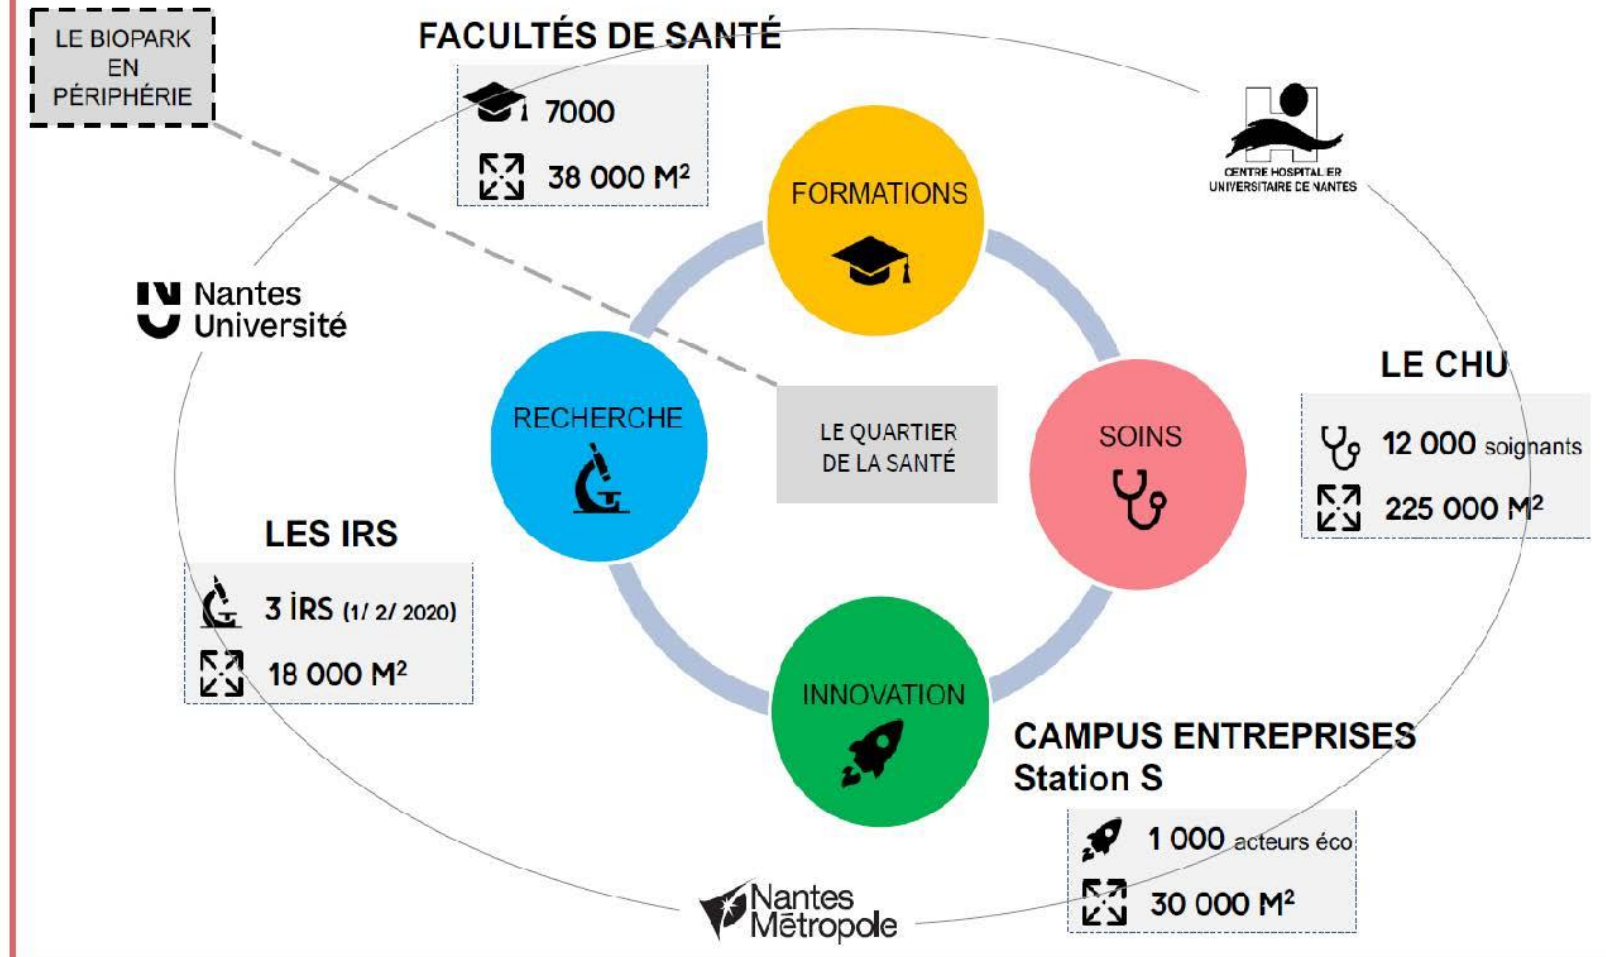 LE BIOPARK
EN
PÉRIPHÉRIE
FACULTÉS DE SANTÉ
7000
38 000 M²
CENTRE HOSPITALIER
UNIVERSITAIRE DE NANTES
FORMATIONS
Nantes
Université
RECHERCHE
LE QUARTIER
DE LA SANTÉ
SOINS
LE CHU
12 000 soignants
225 000 M²
LES IRS
3 İRS (1/ 2/ 2020)
18 000 M²
INNOVATION
CAMPUS ENTREPRISES
Station S
1 000 acteurs éco
30 000 M²
Nantes
Métropole